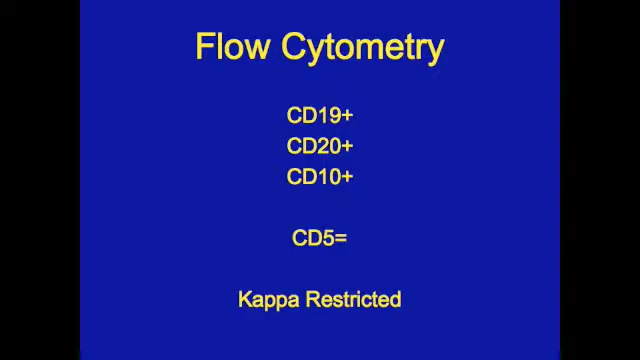 Flow Cytometry
CD19+
CD20+
CD10+
CD5=
Kappa Restricted